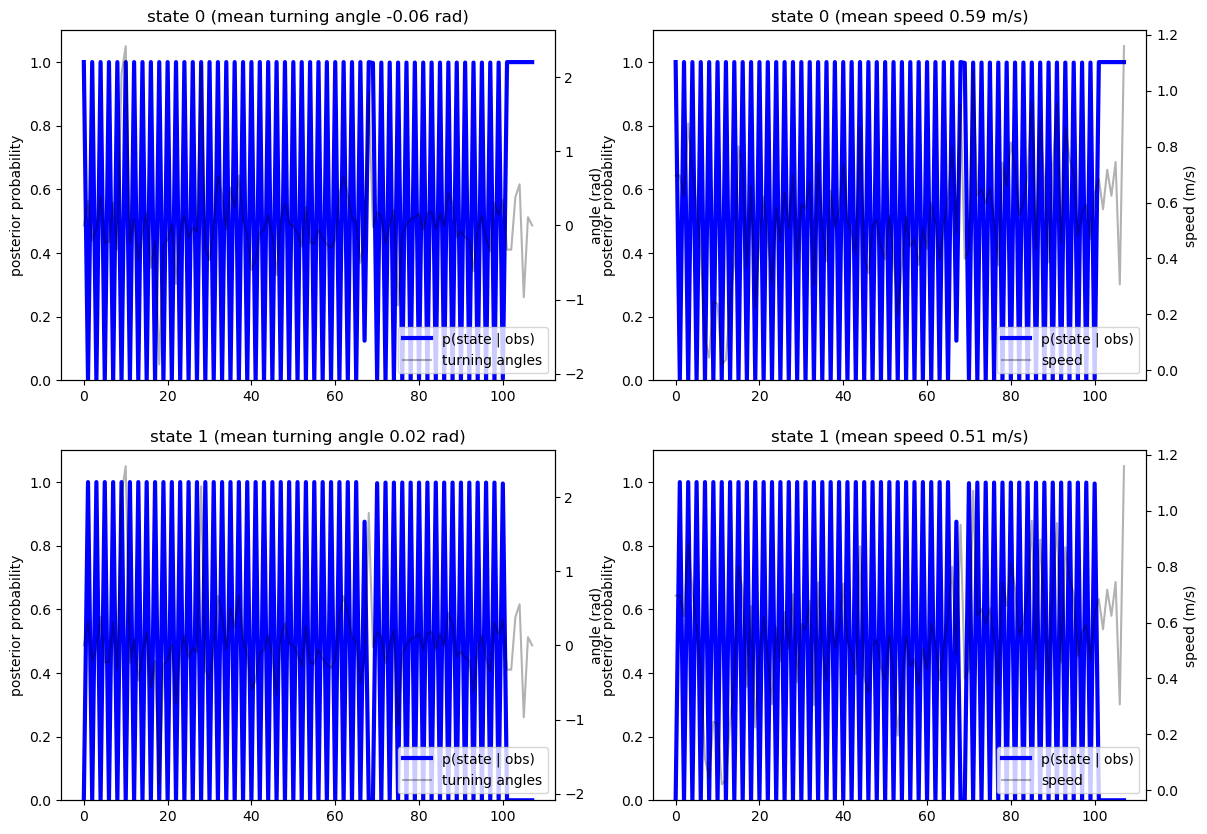 state 0 (mean turning angle -0.06 rad)
1.0
0.8
0.6
0.4
0.2
0.0
posterior probability
2
1
0
−1
−2
angle (rad)
0 20 40 60 80 100
p(state | obs)
turning angles
state 0 (mean speed 0.59 m/s)
1.0
0.8
0.6
0.4
0.2
0.0
posterior probability
1.2
1.0
0.8
0.6
0.4
0.2
0.0
speed (m/s)
0 20 40 60 80 100
p(state | obs)
speed
state 1 (mean turning angle 0.02 rad)
1.0
0.8
0.6
0.4
0.2
0.0
posterior probability
2
1
0
−1
−2
angle (rad)
0 20 40 60 80 100
p(state | obs)
turning angles
state 1 (mean speed 0.51 m/s)
1.0
0.8
0.6
0.4
0.2
0.0
posterior probability
1.2
1.0
0.8
0.6
0.4
0.2
0.0
speed (m/s)
0 20 40 60 80 100
p(state | obs)
speed